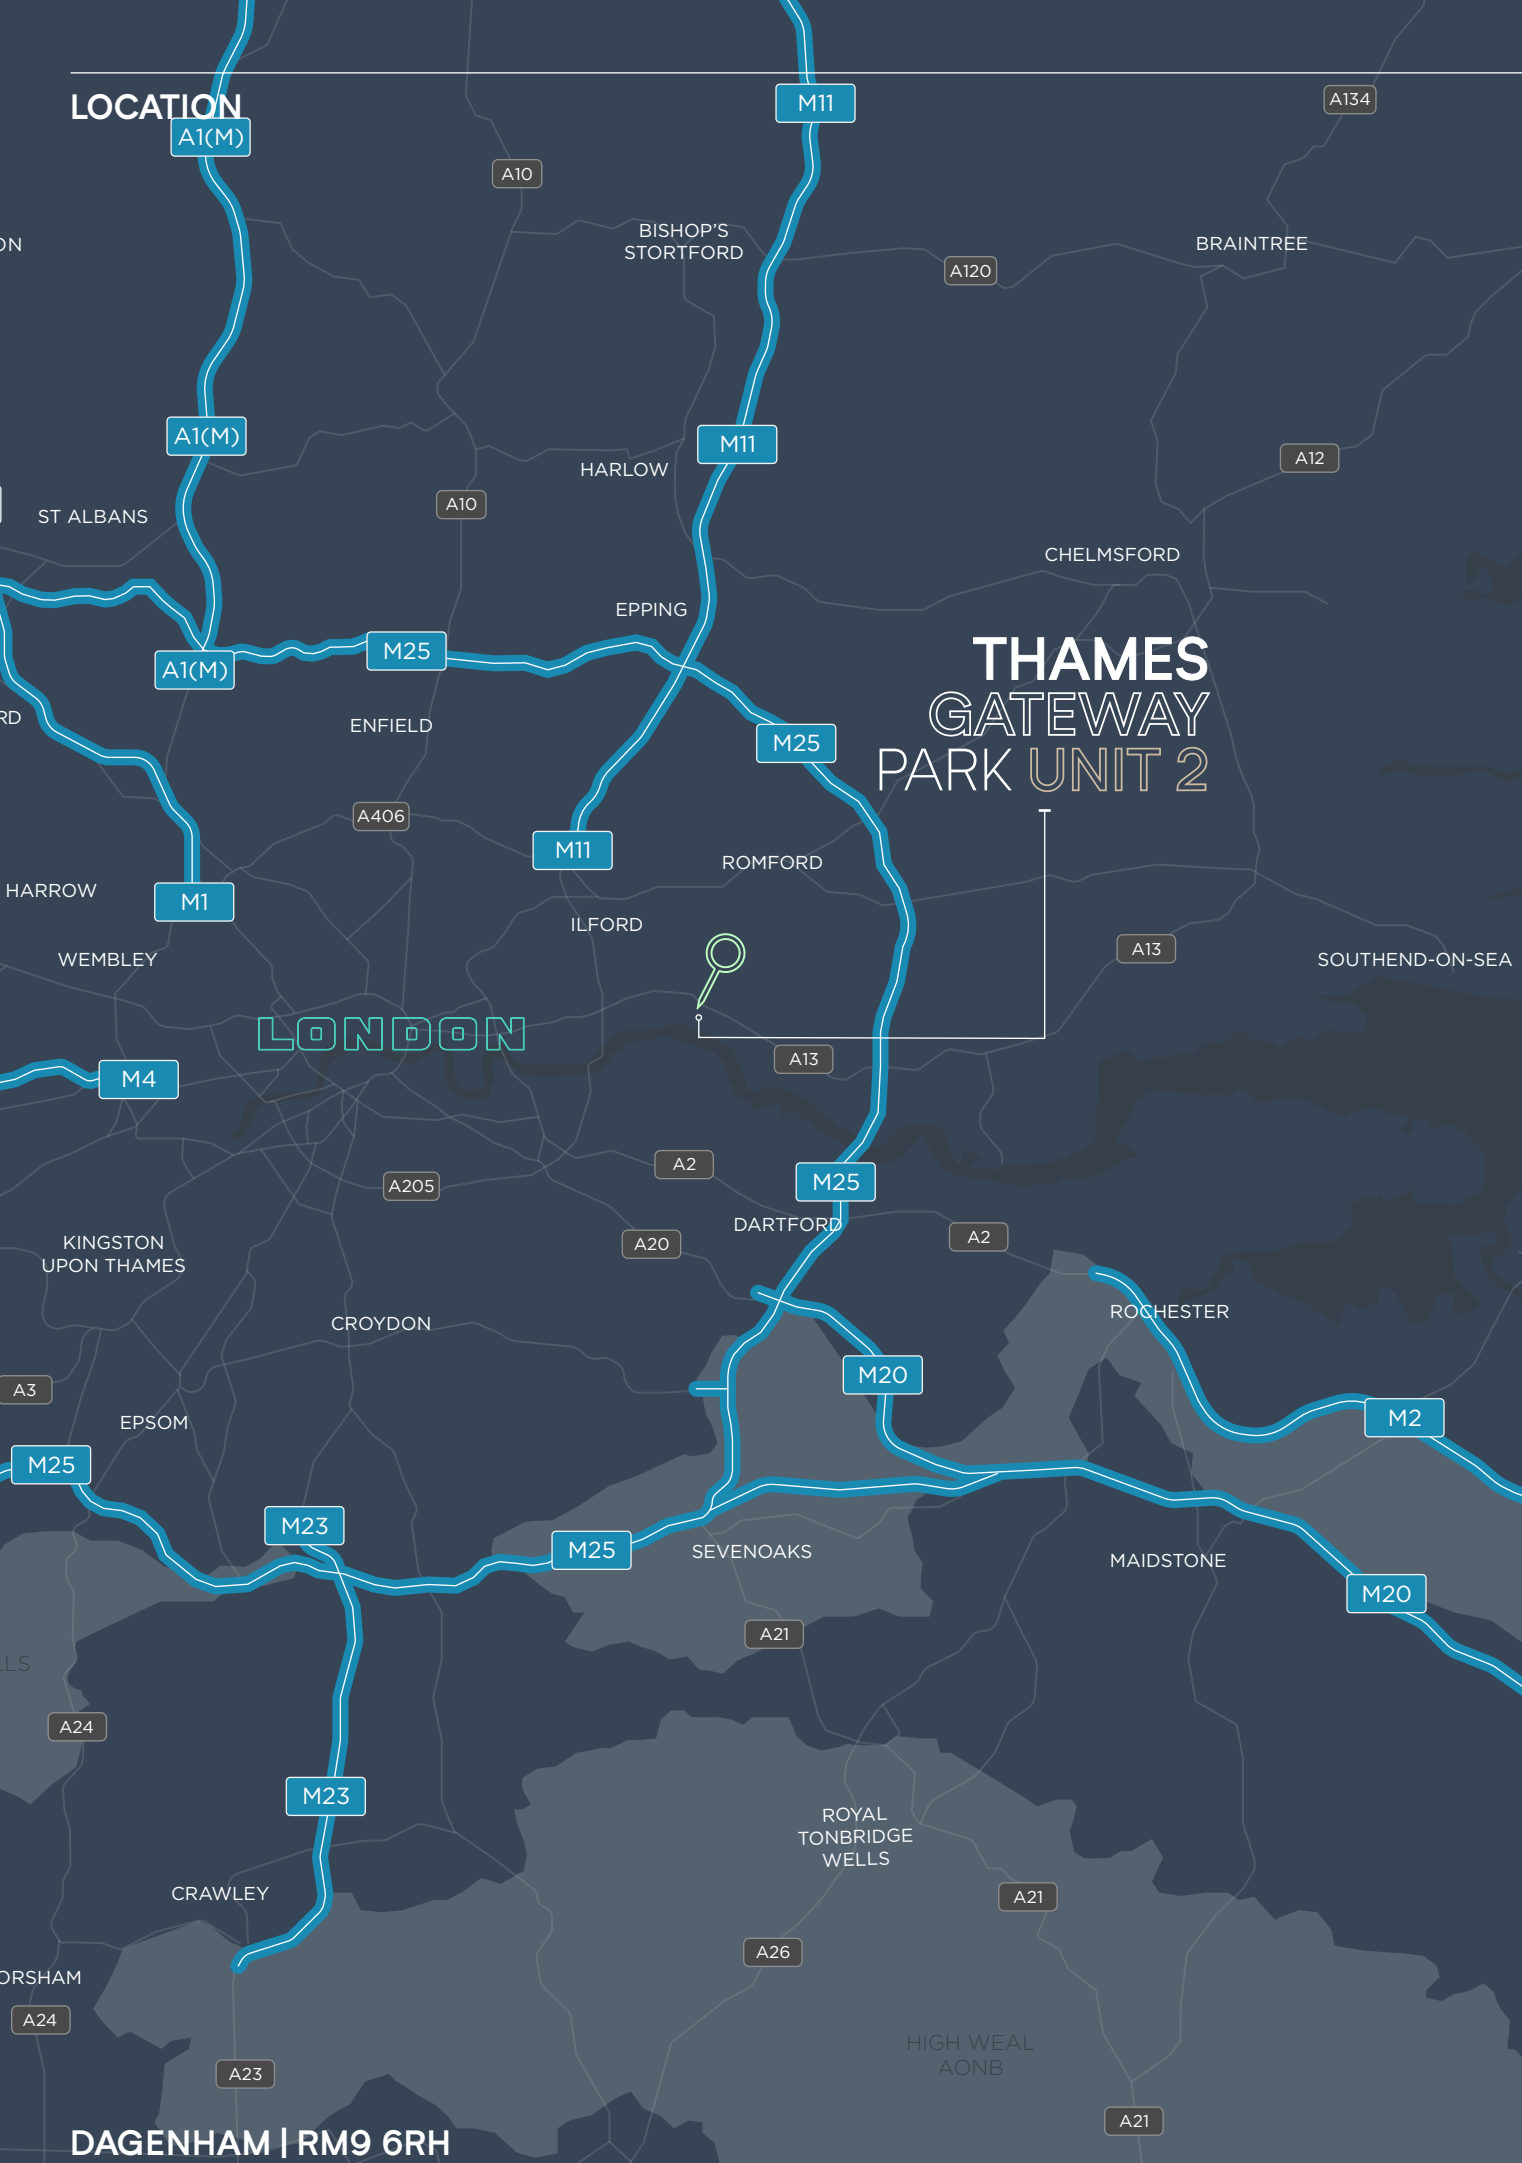 LOCATION
M11
A134
A1(M)
A10
BISHOP'S
STORTFORD
ON
BRAINTREE
A120
A1(M)
M11
HARLOW
A12
A10
ST ALBANS
CHELMSFORD
EPPING
M25
A1(M)
THAMES
GATEWAY
PARK UNIT 2
RD
ENFIELD
M25
A406
M11
ROMFORD
HARROW
M1
ILFORD
WEMBLEY
A13
SOUTHEND-ON-SEA
LONDON
A13
M4
A2
A205
M25
DARTFORD
A20
A2
KINGSTON
UPON THAMES
ROCHESTER
CROYDON
M20
A3
EPSOM
M2
M25
M23
M25
SEVENOAKS
MAIDSTONE
M20
A21
LLS
A24
M23
ROYAL
TONBRIDGE
WELLS
CRAWLEY
A21
A26
ORSHAM
A24
HIGH WEAL
AONB
A23
A21
DAGENHAM | RM9 6RH